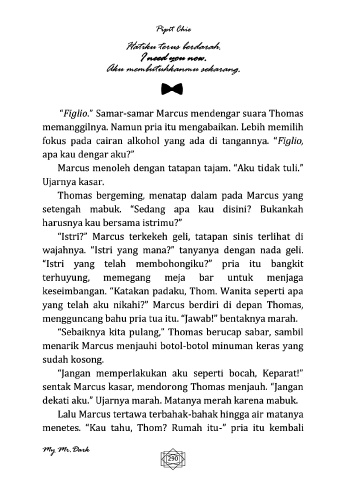 Pipit Chie
Hatiku terus berdarah.
I need you now.
Aku membutuhkanmu sekarang.
“Figlio.” Samar-samar Marcus mendengar suara Thomas
memanggilnya. Namun pria itu mengabaikan. Lebih memilih
fokus pada cairan alkohol yang ada di tangannya. “Figlio,
apa kau dengar aku?”
Marcus menoleh dengan tatapan tajam. “Aku tidak tuli.”
Ujarnya kasar.
Thomas bergeming, menatap dalam pada Marcus yang
setengah mabuk. “Sedang apa kau disini? Bukankah
harusnya kau bersama istrimu?”
“Istri?” Marcus terkekeh geli, tatapan sinis terlihat di
wajahnya. “Istri yang mana?” tanyanya dengan nada geli.
“Istri yang telah membohongiku?” pria itu bangkit
terhuyung, memegang meja bar untuk menjaga
keseimbangan. “Katakan padaku, Thom. Wanita seperti apa
yang telah aku nikahi?” Marcus berdiri di depan Thomas,
mengguncang bahu pria tua itu. “Jawab!” bentaknya marah.
“Sebaiknya kita pulang,” Thomas berucap sabar, sambil
menarik Marcus menjauhi botol-botol minuman keras yang
sudah kosong.
“Jangan memperlakukan aku seperti bocah, Keparat!”
sentak Marcus kasar, mendorong Thomas menjauh. “Jangan
dekati aku.” Ujarnya marah. Matanya merah karena mabuk.
Lalu Marcus tertawa terbahak-bahak hingga air matanya
menetes. “Kau tahu, Thom? Rumah itu-” pria itu kembali
My Mr. Dark
290